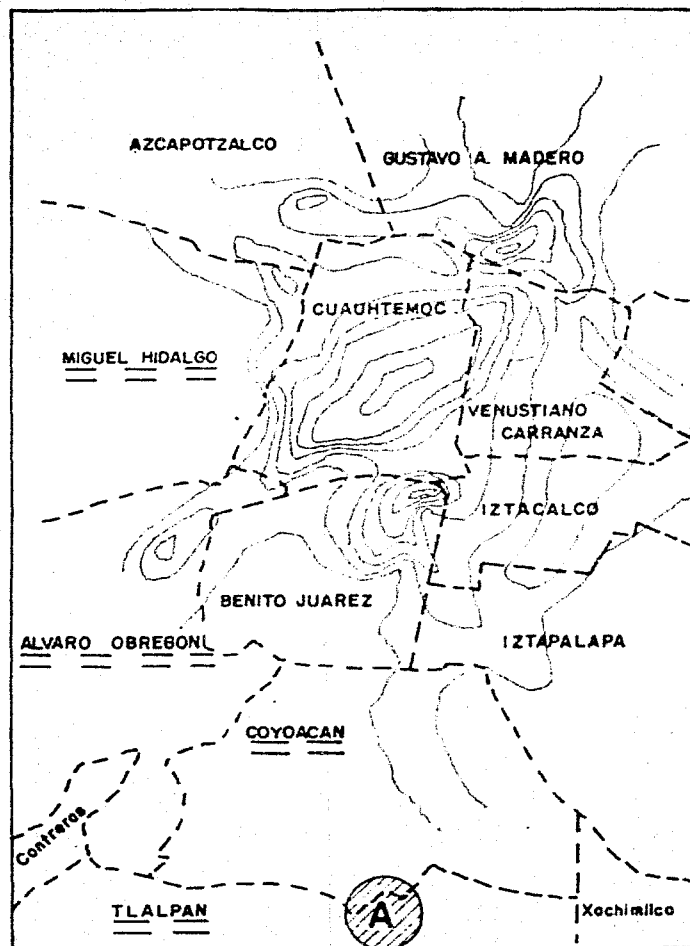 AZCAPOTZALCO
GUSTAVO A. MADERO
CUAUHTEMOC
MIGUEL HIDALGO
VENUSTIANO
CARRANZA
IZTACALCO
BENITO JUAREZ
ALVARO OBREGON
IZTAPALAPA
COYOACAN
Contreras
TLALPAN
A
Xochimilco